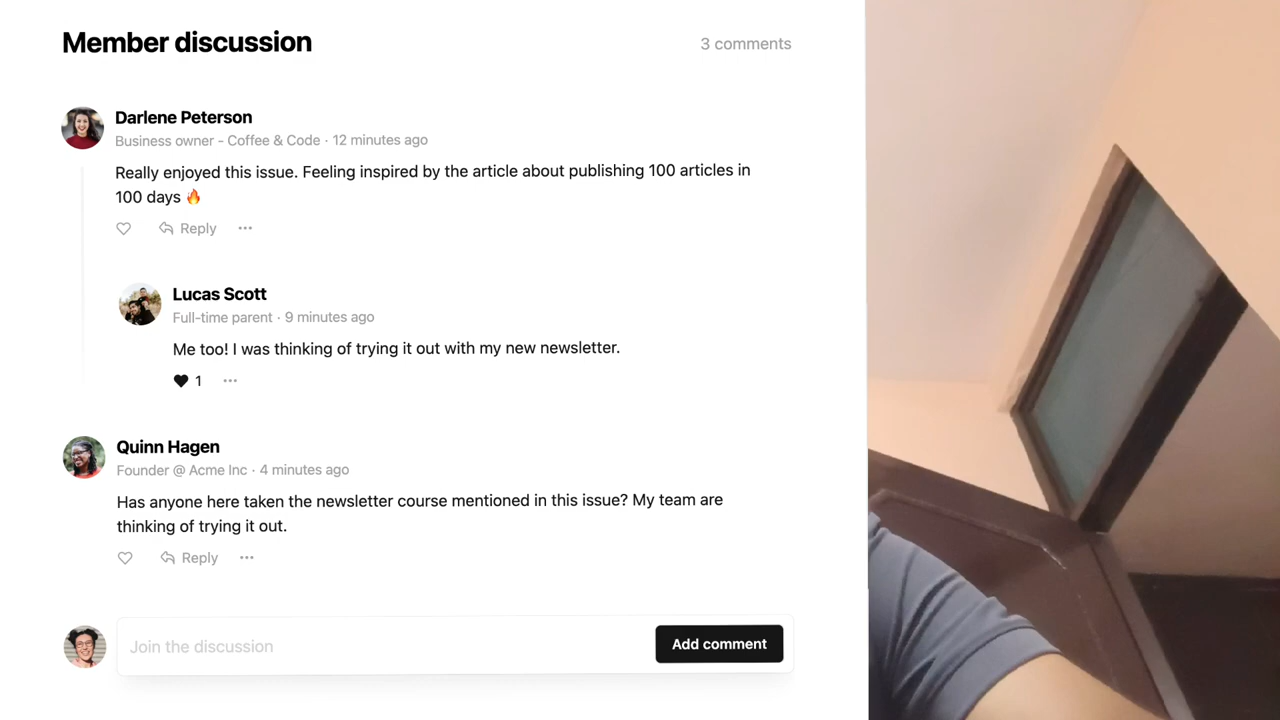 Member discussion
3 comments
Darlene Peterson
Business owner - Coffee & Code · 12 minutes ago
Really enjoyed this issue. Feeling inspired by the article about publishing 100 articles in
100 days 🔥
Reply
Lucas Scott
Full-time parent · 9 minutes ago
Me too! I was thinking of trying it out with my new newsletter.
1
Quinn Hagen
Founder @ Acme Inc · 4 minutes ago
Has anyone here taken the newsletter course mentioned in this issue? My team are
thinking of trying it out.
Reply
Join the discussion
Add comment